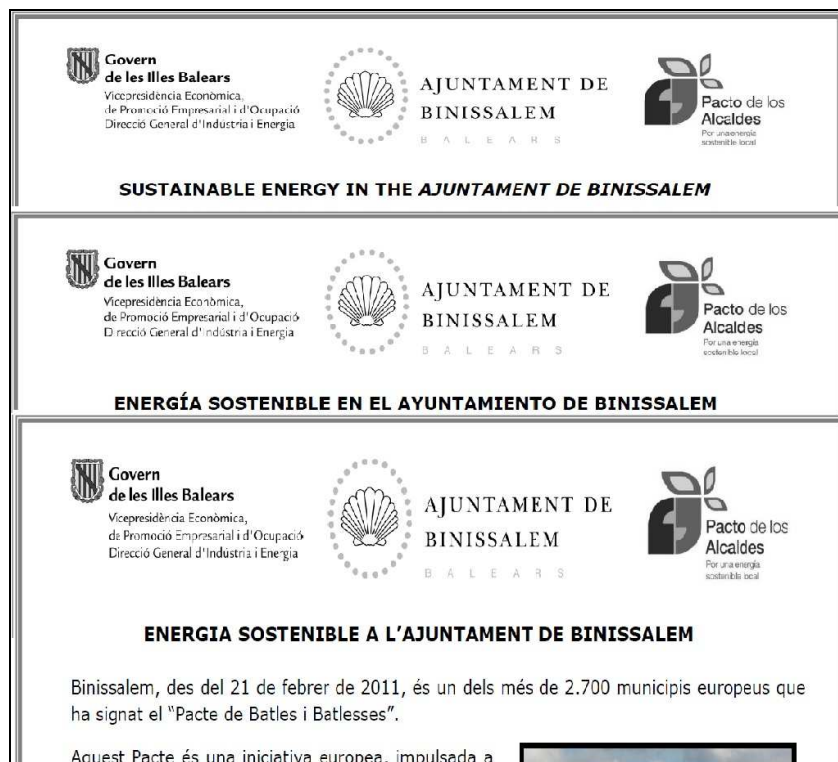 Govern
de les Illes Balears
Vicepresidència Econòmica,
de Promoció Empresarial i d'Ocupació
Direcció General d'Indústria i Energia
AJUNTAMENT DE
BINISSALEM
BALEARS
Pacto de los
Alcaldes
Por una energía
sostenible local
SUSTAINABLE ENERGY IN THE AJUNTAMENT DE BINISSALEM
Govern
de les Illes Balears
Vicepresidència Econòmica,
de Promoció Empresarial i d'Ocupació
Direcció General d'Indústria i Energia
AJUNTAMENT DE
BINISSALEM
BALEARS
Pacto de los
Alcaldes
Por una energía
sostenible local
ENERGÍA SOSTENIBLE EN EL AYUNTAMIENTO DE BINISSALEM
Govern
de les Illes Balears
Vicepresidència Econòmica,
de Promoció Empresarial i d'Ocupació
Direcció General d'Indústria i Energia
AJUNTAMENT DE
BINISSALEM
BALEARS
Pacto de los
Alcaldes
Por una energía
sostenible local
ENERGIA SOSTENIBLE A L'AJUNTAMENT DE BINISSALEM
Binissalem, des del 21 de febrer de 2011, és un dels més de 2.700 municipis europeus que
ha signat el "Pacte de Batles i Batlesses".
Aquest Pacte és una iniciativa europea, impulsada a